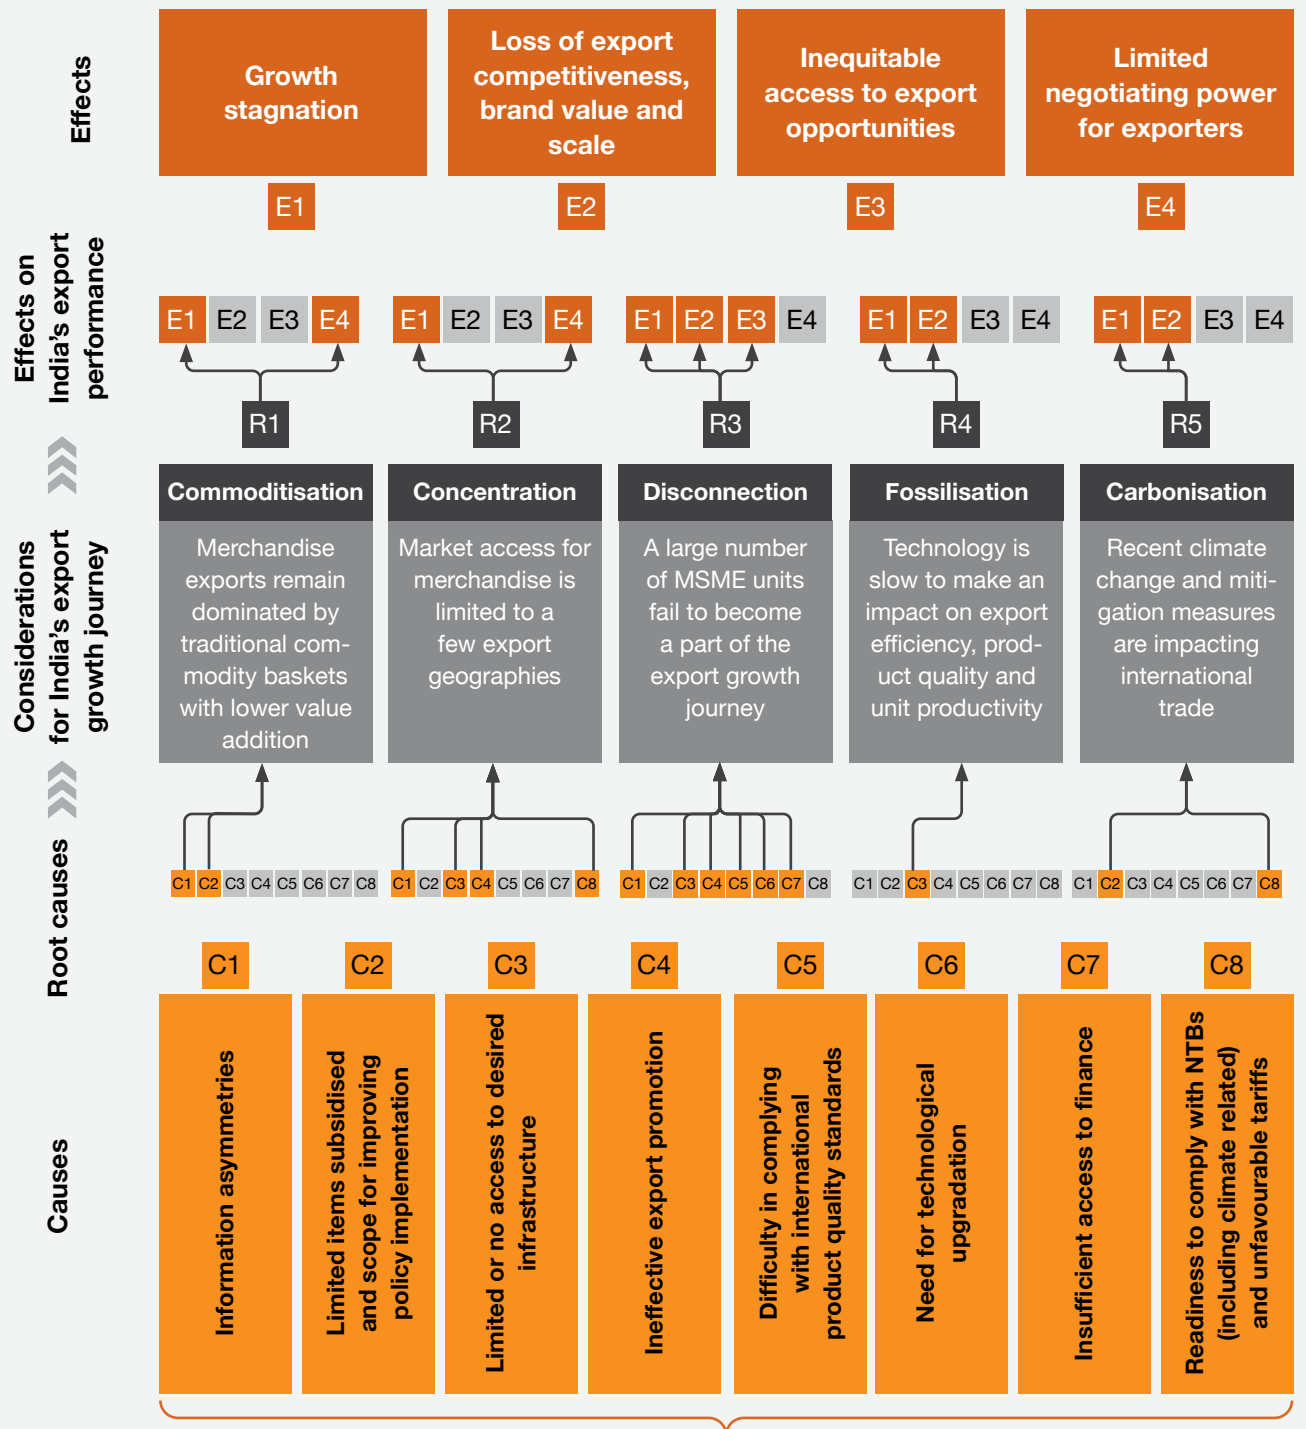 Effects
Growth
stagnation
Loss of export
competitiveness,
brand value and
scale
Inequitable
access to export
opportunities
Limited
negotiating power
for exporters
E1
E2
E3
E4
Effects on
India's export
performance
E1 E2 E3 E4
E1 E2 E3 E4
E1 E2 E3 E4
E1 E2 E3 E4
E1 E2 E3 E4
R1
R2
R3
R4
R5
Considerations
for India's export
growth journey
Commoditisation
Merchandise
exports remain
dominated by
traditional com-
modity baskets
with lower value
addition
Concentration
Market access for
merchandise is
limited to a
few export
geographies
Disconnection
A large number
of MSME units
fail to become
a part of the
export growth
journey
Fossilisation
Technology is
slow to make an
impact on export
efficiency, prod-
uct quality and
unit productivity
Carbonisation
Recent climate
change and miti-
gation measures
are impacting
international
trade
Root causes
C1 C2 C3 C4 C5 C6 C7 C8
C1 C2 C3 C4 C5 C6 C7 C8
C1 C2 C3 C4 C5 C6 C7 C8
C1 C2 C3 C4 C5 C6 C7 C8
C1 C2 C3 C4 C5 C6 C7 C8
Causes
C1
Information asymmetries
C2
Limited items subsidised
and scope for improving
policy implementation
C3
Limited or no access to desired
infrastructure
C4
Ineffective export promotion
C5
Difficulty in complying
with international
product quality standards
C6
Need for technological
upgradation
C7
Insufficient access to finance
C8
Readiness to comply with NTBs
(including climate related)
and unfavourable tariffs